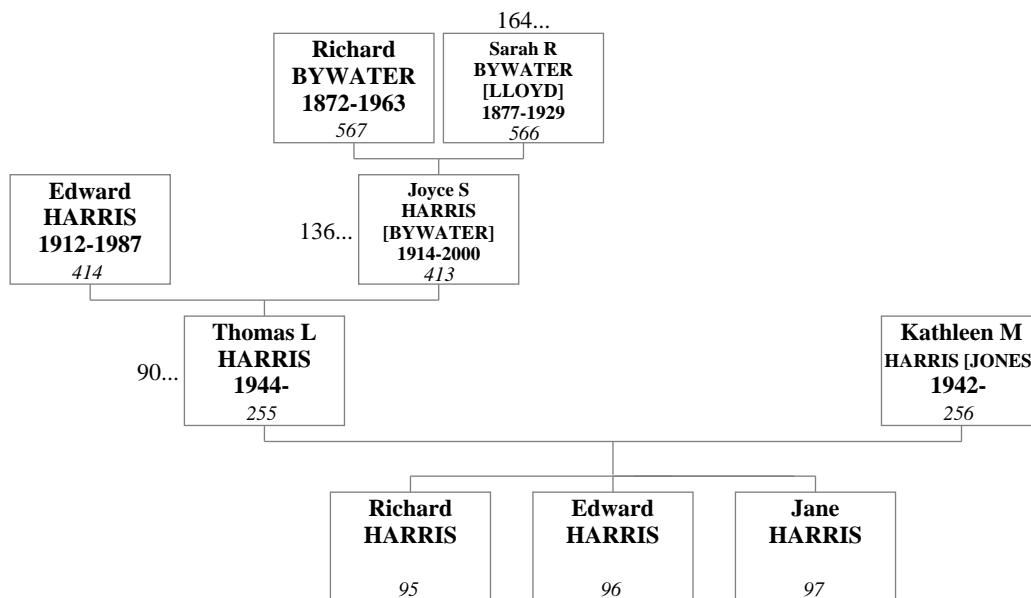 164...
Richard
BYWATER
1872-1963
567
Sarah R
BYWATER
[LLOYD]
1877-1929
566
Edward
HARRIS
1912-1987
414
136...
Joyce S
HARRIS
[BYWATER]
1914-2000
413
90...
Thomas L
HARRIS
1944-
255
Kathleen M
HARRIS [JONES
1942-
256
Richard
HARRIS
95
Edward
HARRIS
96
Jane
HARRIS
97